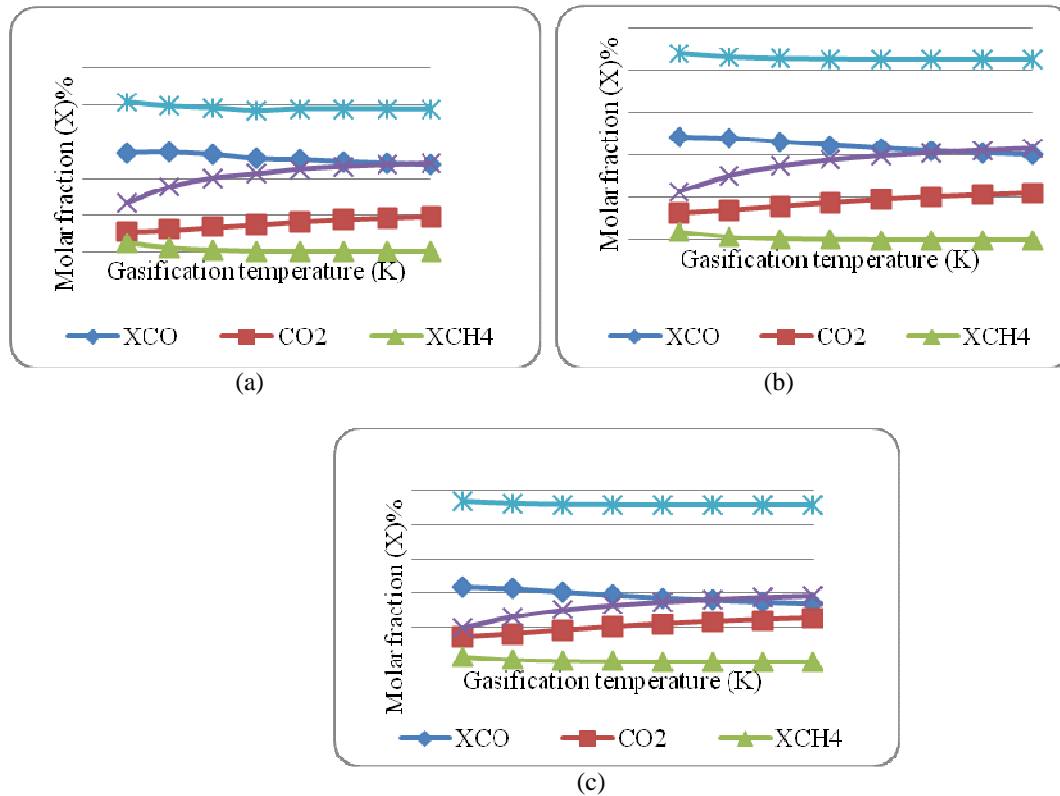 Molar fraction (X)%
Gasification temperature (K)
XCO CO2 XCH4
(a)
Molar fraction (X)%
Gasification temperature (K)
XCO CO2 XCH4
(b)
Molar fraction (X)%
Gasification temperature (K)
XCO CO2 XCH4
(c)